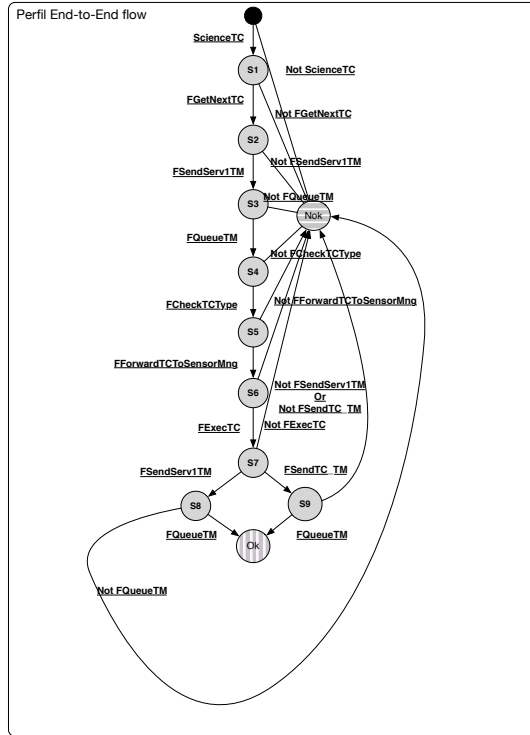 Perfil End-to-End flow
ScienceTC
S1
Not ScienceTC
FGetNextTC
Not FGetNextTC
S2
Not FSendServ1TM
FSendServ1TM
Not FQueueTM
S3
Nok
FQueueTM
Not FCheckTCType
S4
FCheckTCType
Not FForwardTCToSensorMng
S5
FForwardTCToSensorMng
S6
Not FSendServ1TM
Or
Not FSendTC_TM
FExecTC
Not FExecTC
S7
FSendServ1TM
FSendTC_TM
S8
S9
FQueueTM
FQueueTM
Ok
Not FQueueTM